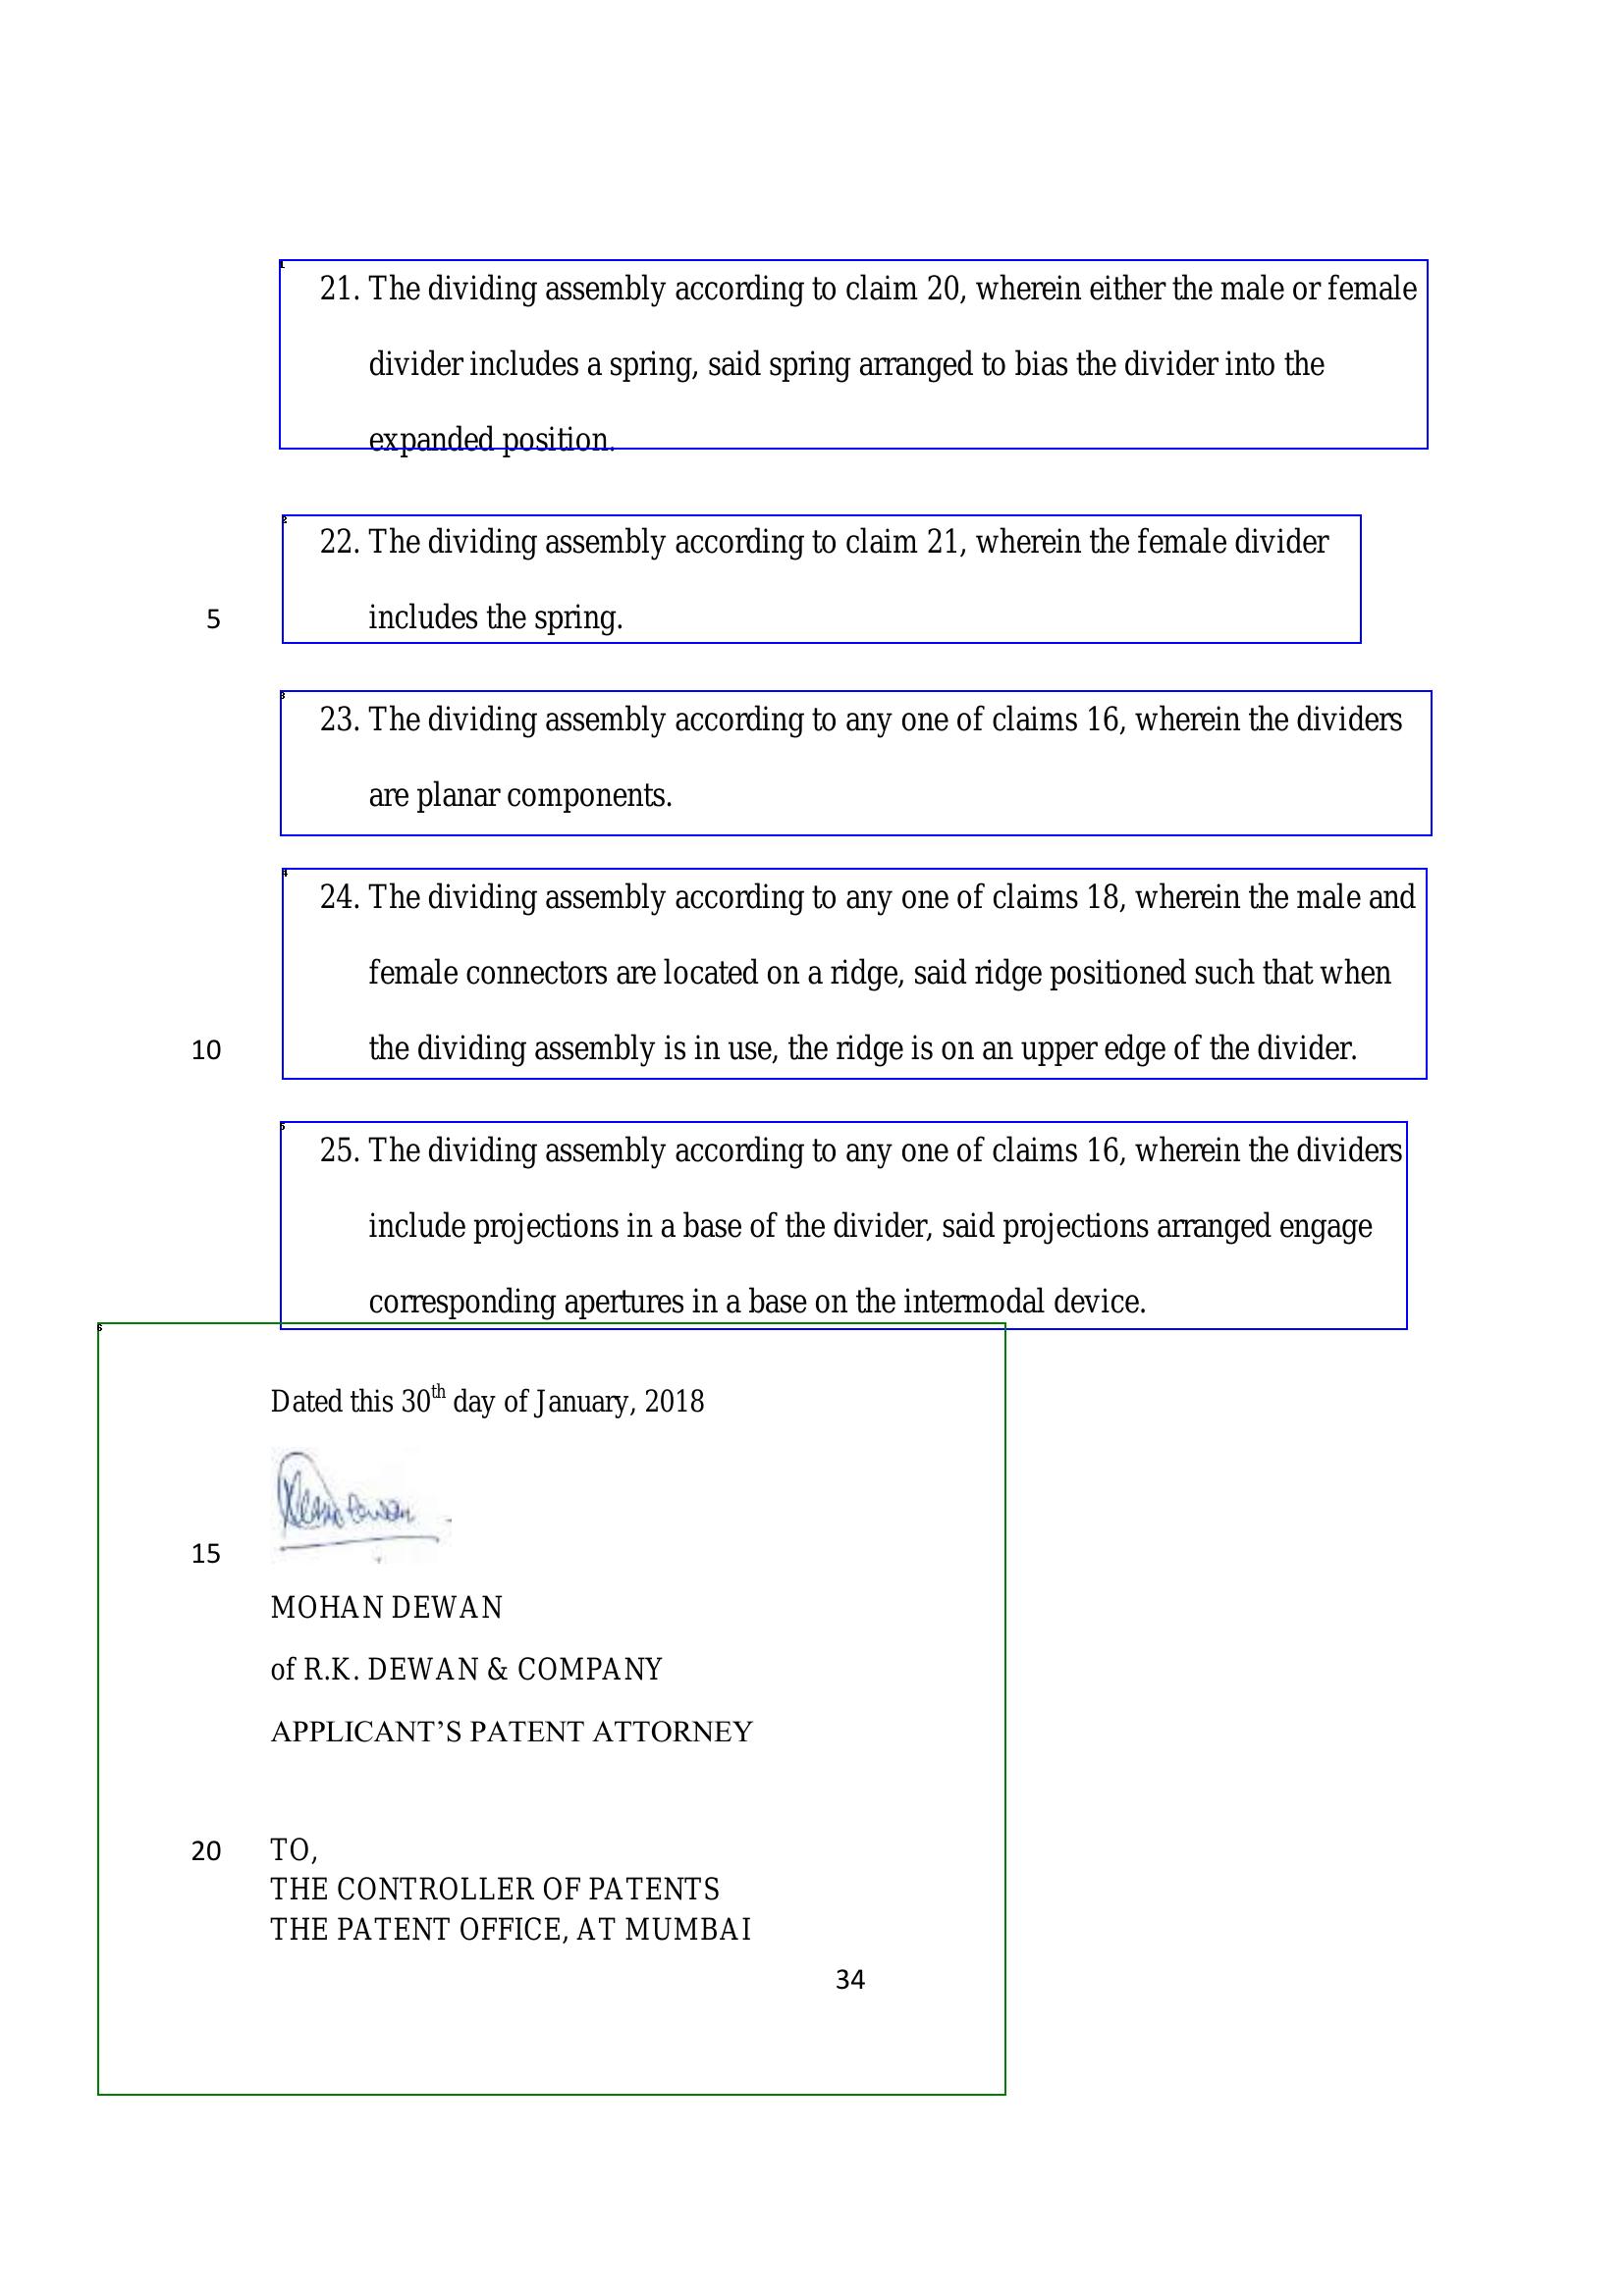 21. The dividing assembly according to claim 20, wherein either the male or female
divider includes a spring, said spring arranged to bias the divider into the
expanded position.
22. The dividing assembly according to claim 21, wherein the female divider
5 includes the spring.
23. The dividing assembly according to any one of claims 16, wherein the dividers
are planar components.
24. The dividing assembly according to any one of claims 18, wherein the male and
female connectors are located on a ridge, said ridge positioned such that when
10 the dividing assembly is in use, the ridge is on an upper edge of the divider.
25. The dividing assembly according to any one of claims 16, wherein the dividers
include projections in a base of the divider, said projections arranged engage
corresponding apertures in a base on the intermodal device.
Dated this 30th day of January, 2018
15
MOHAN DEWAN
of R.K. DEWAN & COMPANY
APPLICANT’S PATENT ATTORNEY
20 TO,
THE CONTROLLER OF PATENTS
THE PATENT OFFICE, AT MUMBAI
34